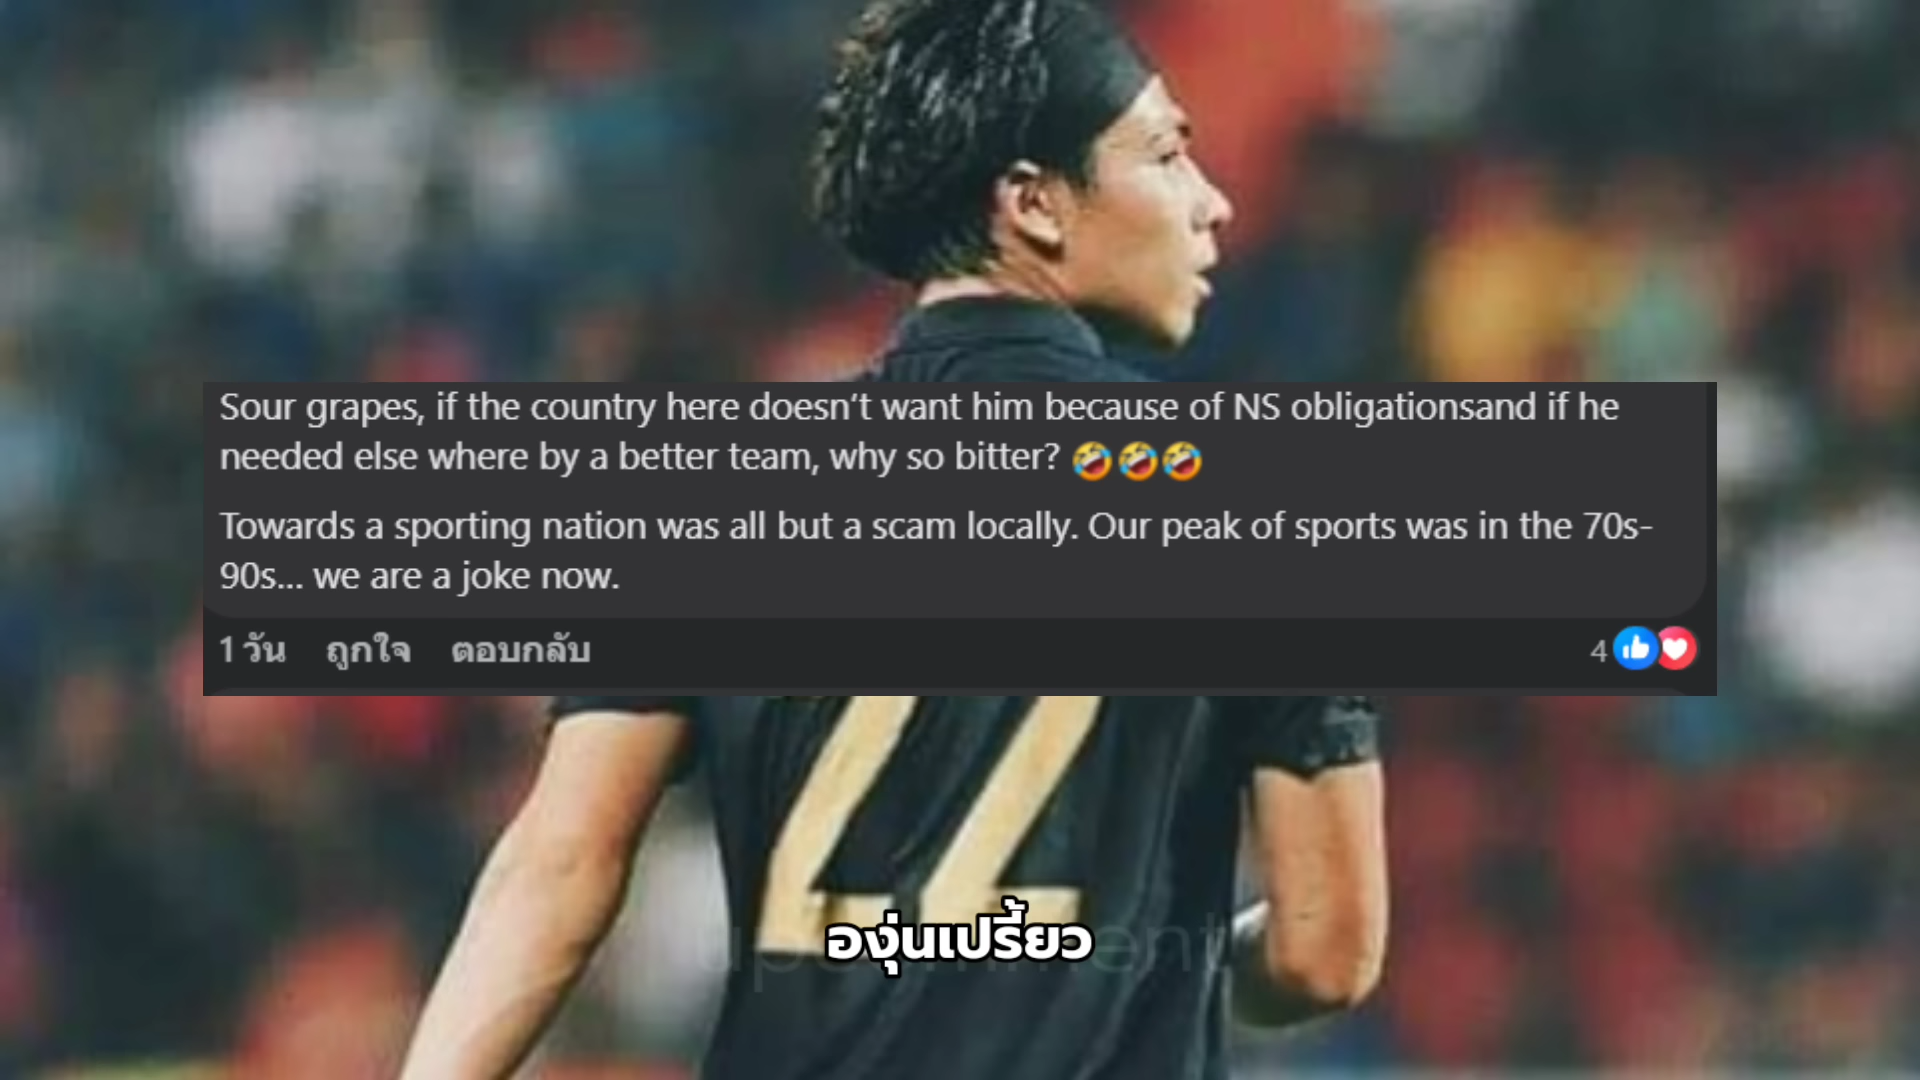 Sour grapes, if the country here doesn't want him because of NS obligationsand if he
needed else where by a better team, why so bitter? 🤣🤣🤣
Towards a sporting nation was all but a scam locally. Our peak of sports was in the 70s-
90s... we are a joke now.
1 วัน ถูกใจ ตอบกลับ 4
22
องุ่นเปรี้ยว